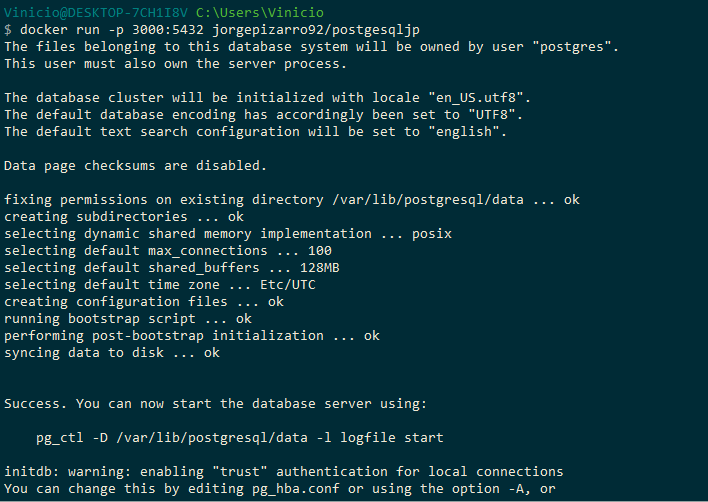 Vinicio@DESKTOP-7CH1I8V C:\Users\Vinicio
$ docker run -p 3000:5432 jorgepizarro92/postgesqljp
The files belonging to this database system will be owned by user "postgres".
This user must also own the server process.

The database cluster will be initialized with locale "en_US.utf8".
The default database encoding has accordingly been set to "UTF8".
The default text search configuration will be set to "english".

Data page checksums are disabled.

fixing permissions on existing directory /var/lib/postgresql/data ... ok
creating subdirectories ... ok
selecting dynamic shared memory implementation ... posix
selecting default max_connections ... 100
selecting default shared_buffers ... 128MB
selecting default time zone ... Etc/UTC
creating configuration files ... ok
running bootstrap script ... ok
performing post-bootstrap initialization ... ok
syncing data to disk ... ok


Success. You can now start the database server using:

    pg_ctl -D /var/lib/postgresql/data -l logfile start

initdb: warning: enabling "trust" authentication for local connections
You can change this by editing pg_hba.conf or using the option -A, or